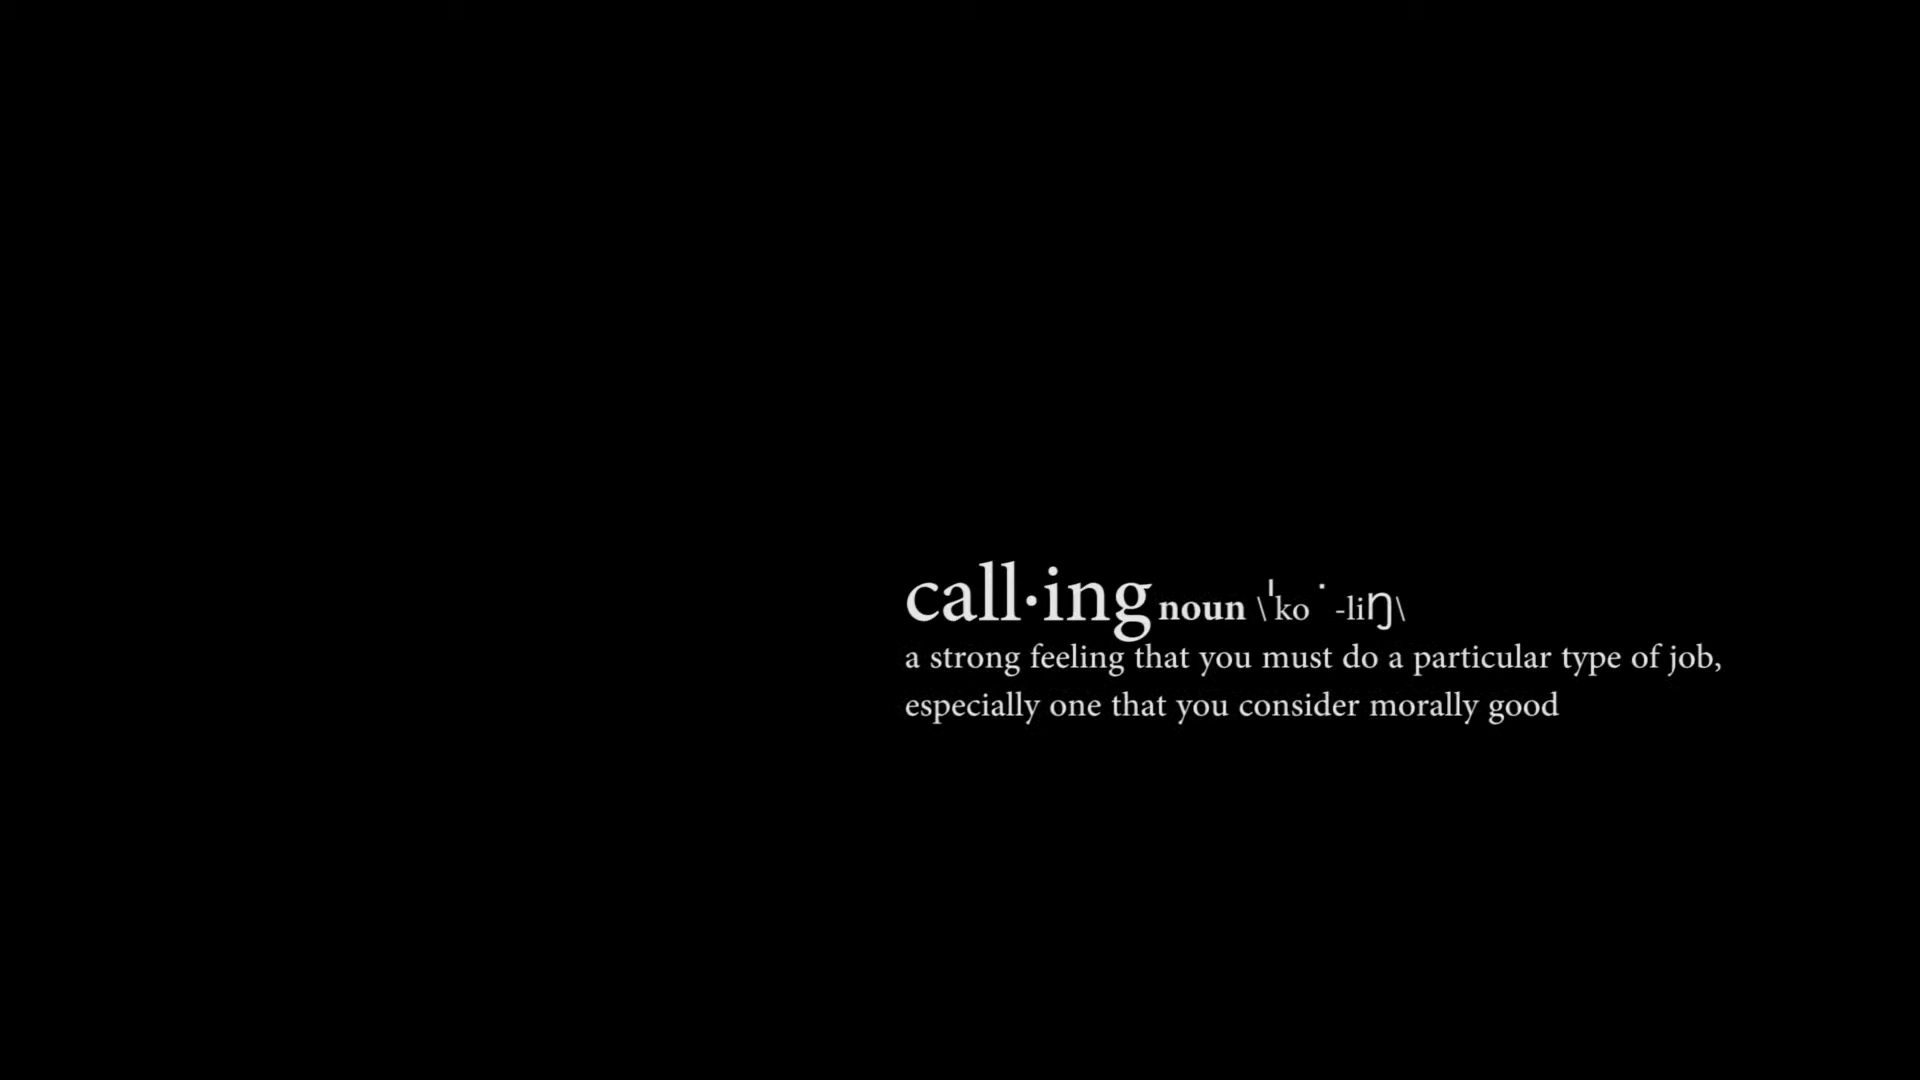 call·ing noun \ˈko˙-liŋ\
a strong feeling that you must do a particular type of job,
especially one that you consider morally good